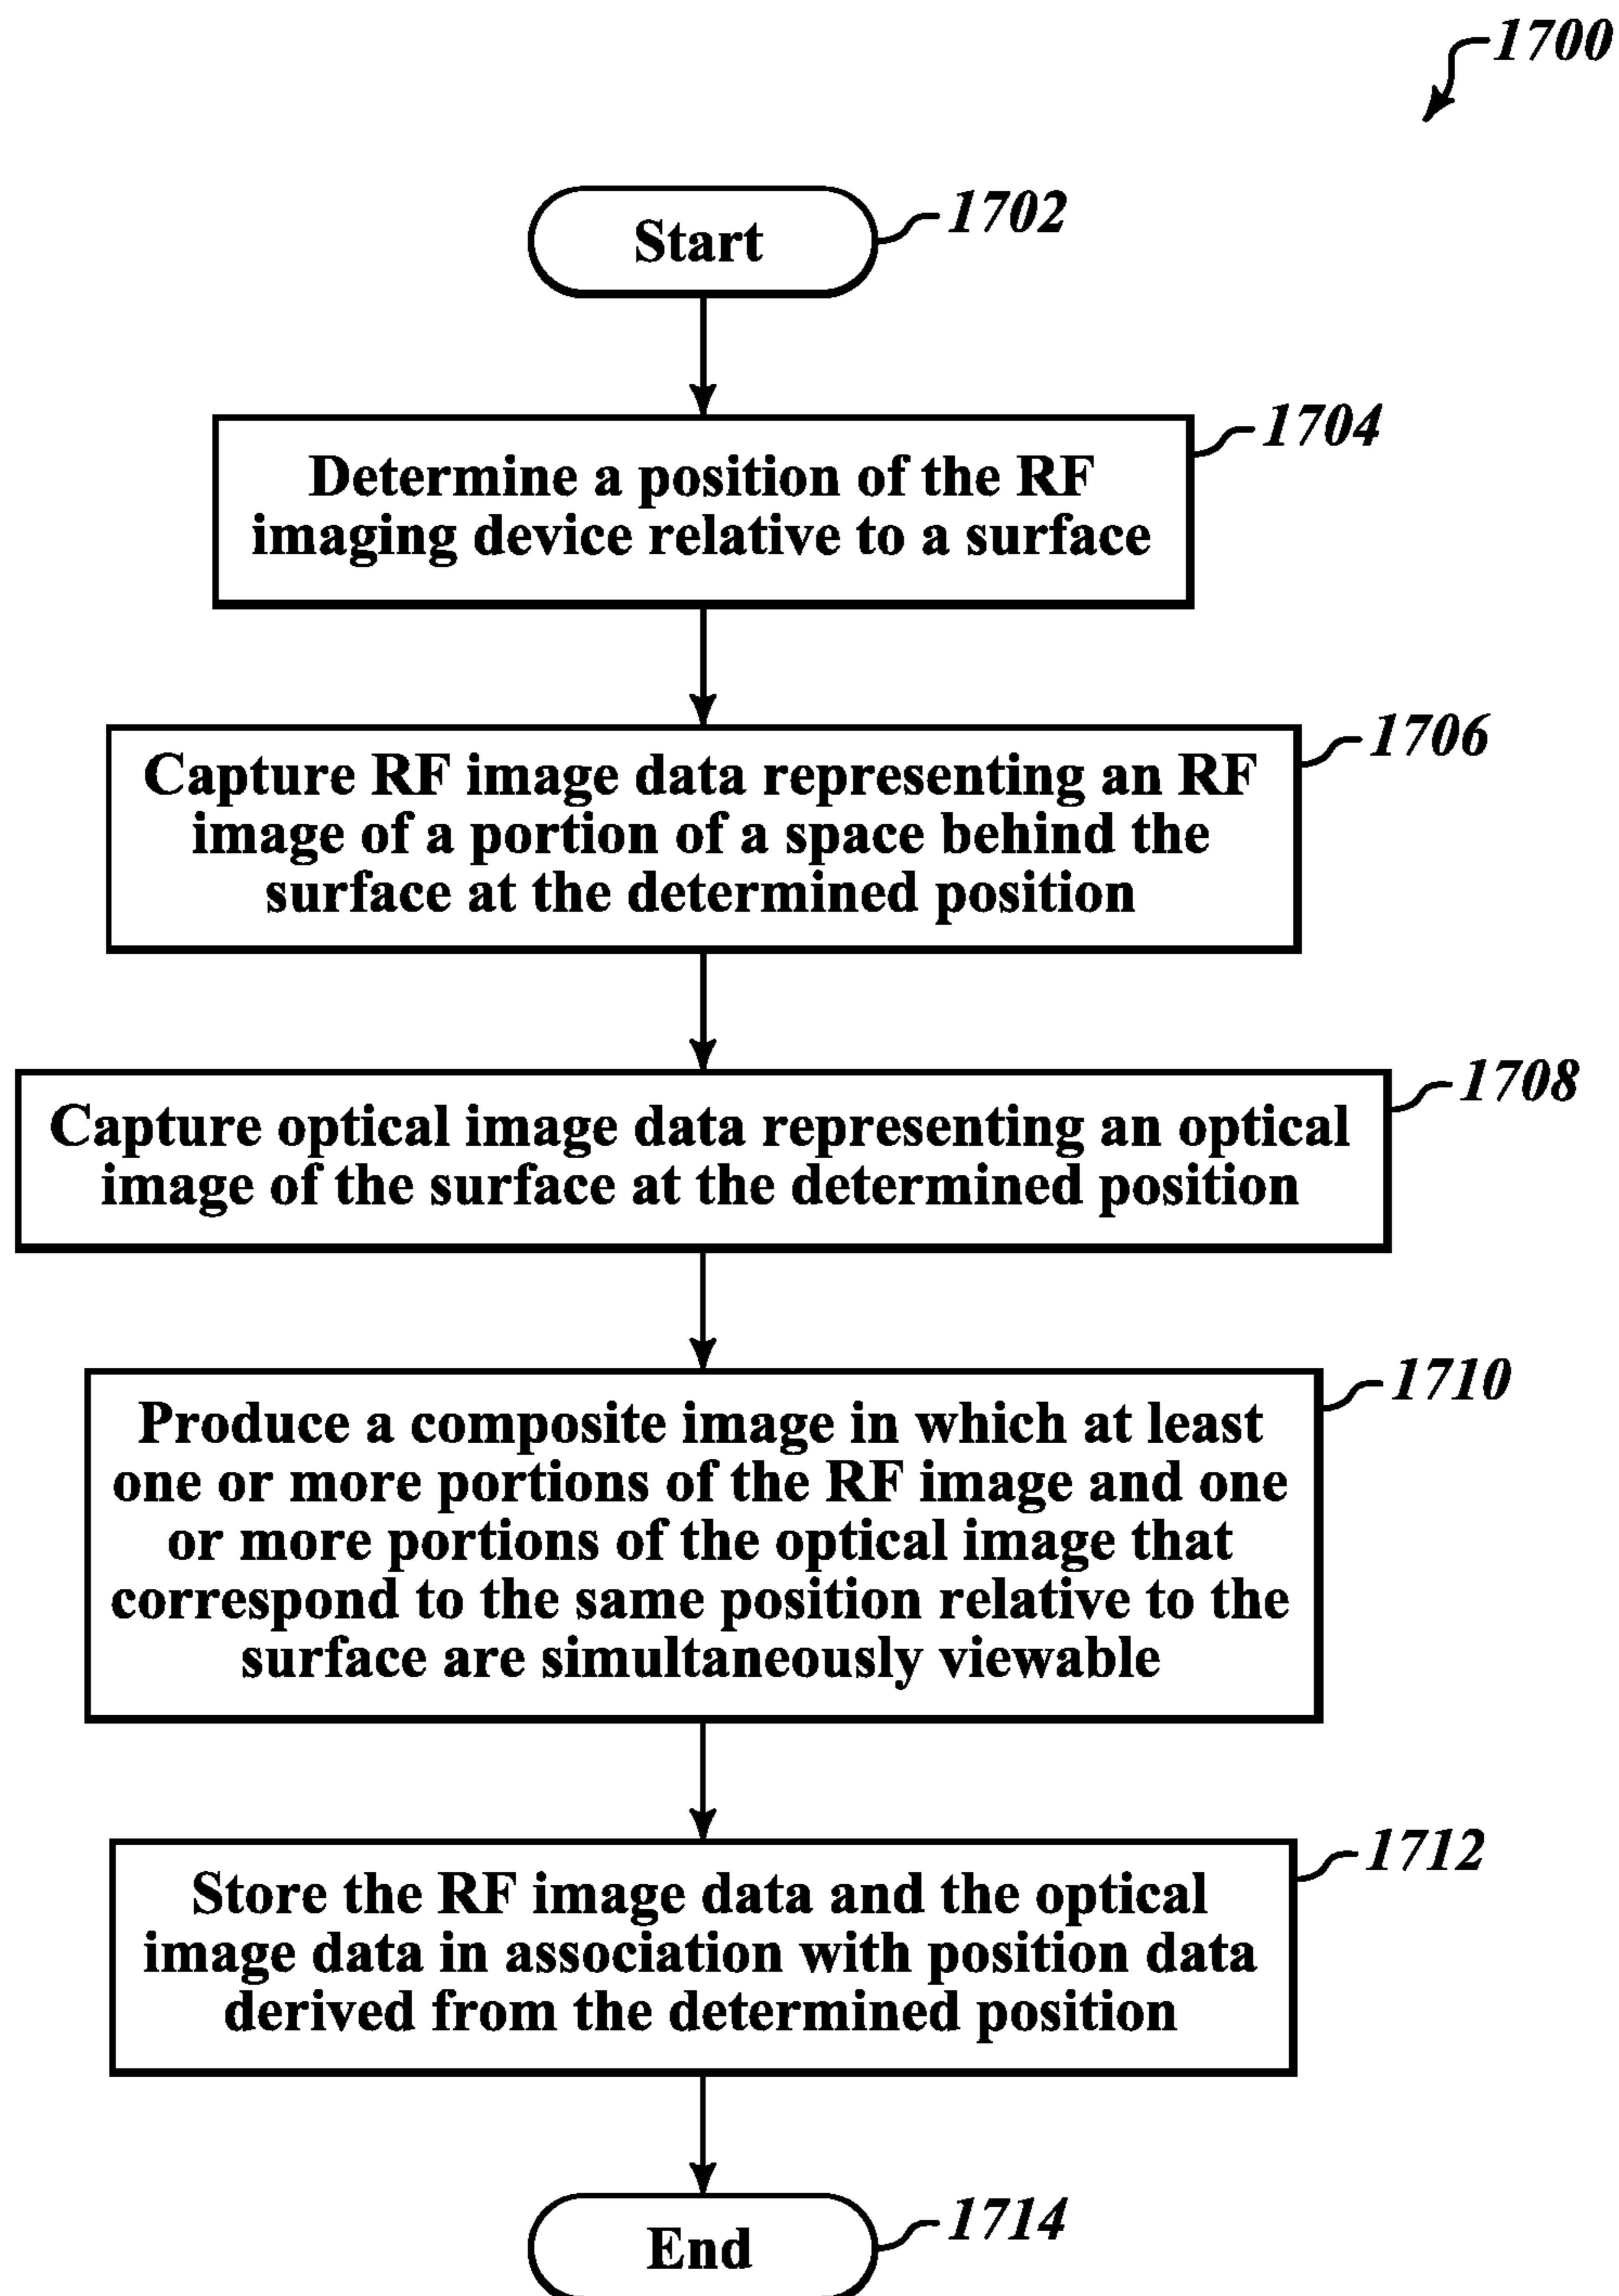 1700
Start
1702
Determine a position of the RF
imaging device relative to a surface
1704
Capture RF image data representing an RF
image of a portion of a space behind the
surface at the determined position
1706
Capture optical image data representing an optical
image of the surface at the determined position
1708
Produce a composite image in which at least
one or more portions of the RF image and one
or more portions of the optical image that
correspond to the same position relative to the
surface are simultaneously viewable
1710
Store the RF image data and the optical
image data in association with position data
derived from the determined position
1712
End
1714